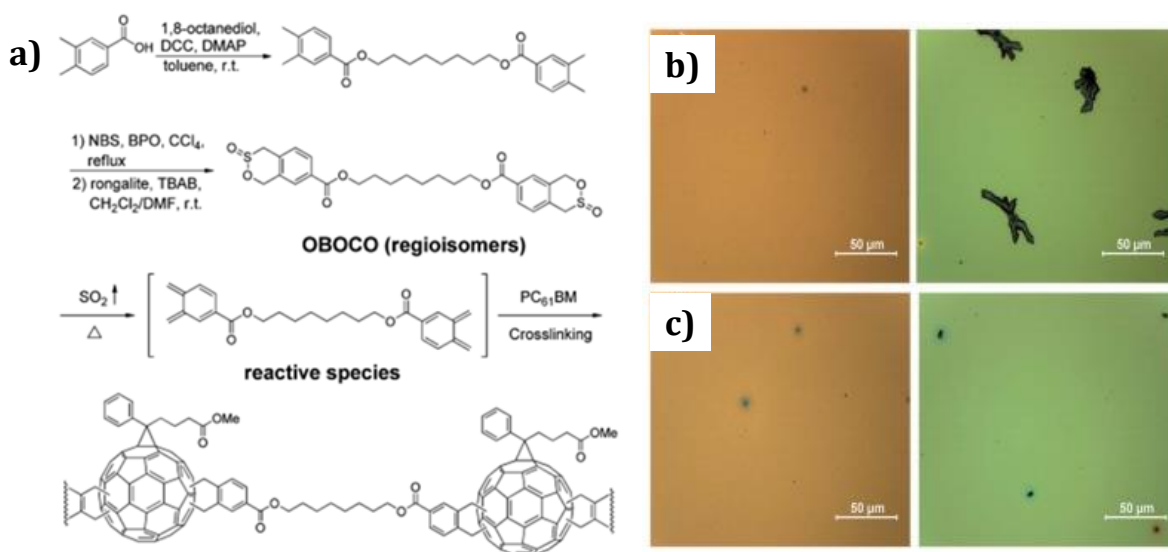 a)
OH
O
1,8-octanediol,
DCC, DMAP
toluene, r.t.
O
O
O
O
1) NBS, BPO, CCl₄,
reflux
2) rongalite, TBAB,
CH₂Cl₂/DMF, r.t.
O
S
O
O
O
O
O
O
S
O
OBOCO (regioisomers)
SO₂↑
△
O
O
O
O
PC₆₁BM
Crosslinking
reactive species
OMe
O
OMe
O
O
O
O
O
b)
50 µm
50 µm
c)
50 µm
50 µm